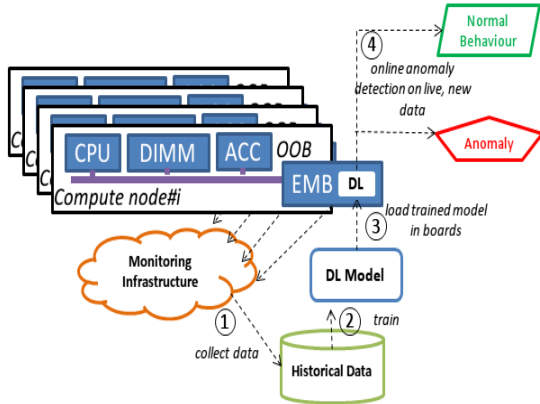 Normal
Behaviour
4
online anomaly
detection on live, new
data
Anomaly
CPU
DIMM
ACC
OOB
Compute node#i
EMB
DL
3
load trained model
in boards
Monitoring
Infrastructure
DL Model
1
collect data
2
train
Historical Data